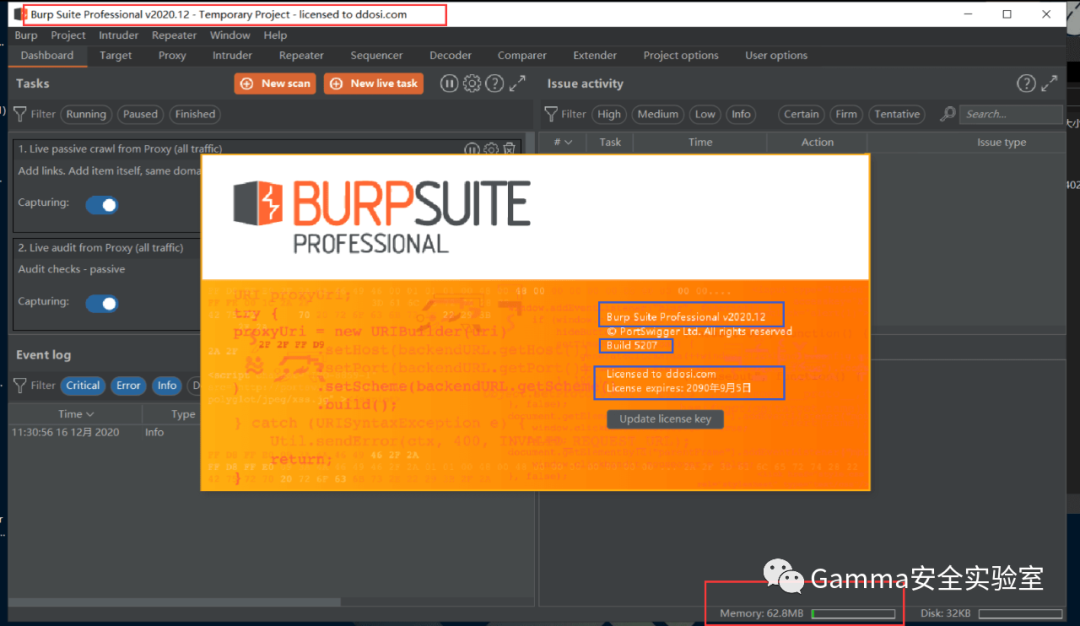 Burp Suite Professional v2020.12 - Temporary Project - licensed to ddosi.com
Burp Project Intruder Repeater Window Help
Dashboard Target Proxy Intruder Repeater Sequencer Decoder Comparer Extender Project options User options
Tasks New scan New live task
Filter Running Paused Finished
1. Live passive crawl from Proxy (all traffic)
Add links. Add item itself, same doma
Capturing:
2. Live audit from Proxy (all traffic)
Audit checks - passive
Capturing:
Event log
Filter Critical Error Info D
Time Type
11:30:56 16 12月 2020 Info
Issue activity
Filter High Medium Low Info Certain Firm Tentative Search...
# Task Time Action Issue type
BURPSUITE
PROFESSIONAL
URI proxyUri;
try {
proxyUri = new URIBuilder(uri)
.setHost(backendURL.getHost())
.setPort(backendURL.getPort())
.setScheme(backendURL.getScheme
.build();
} catch (URISyntaxException e) {
Util.sendError(ctx, 400, INVALID_REQUEST_URL);
return;
}
Burp Suite Professional v2020.12
© PortSwigger Ltd. All rights reserved
Build 5207
Licensed to ddosi.com
License expires: 2090年9月5日
Update license key
Gamma安全实验室
Memory: 62.8MB Disk: 32KB